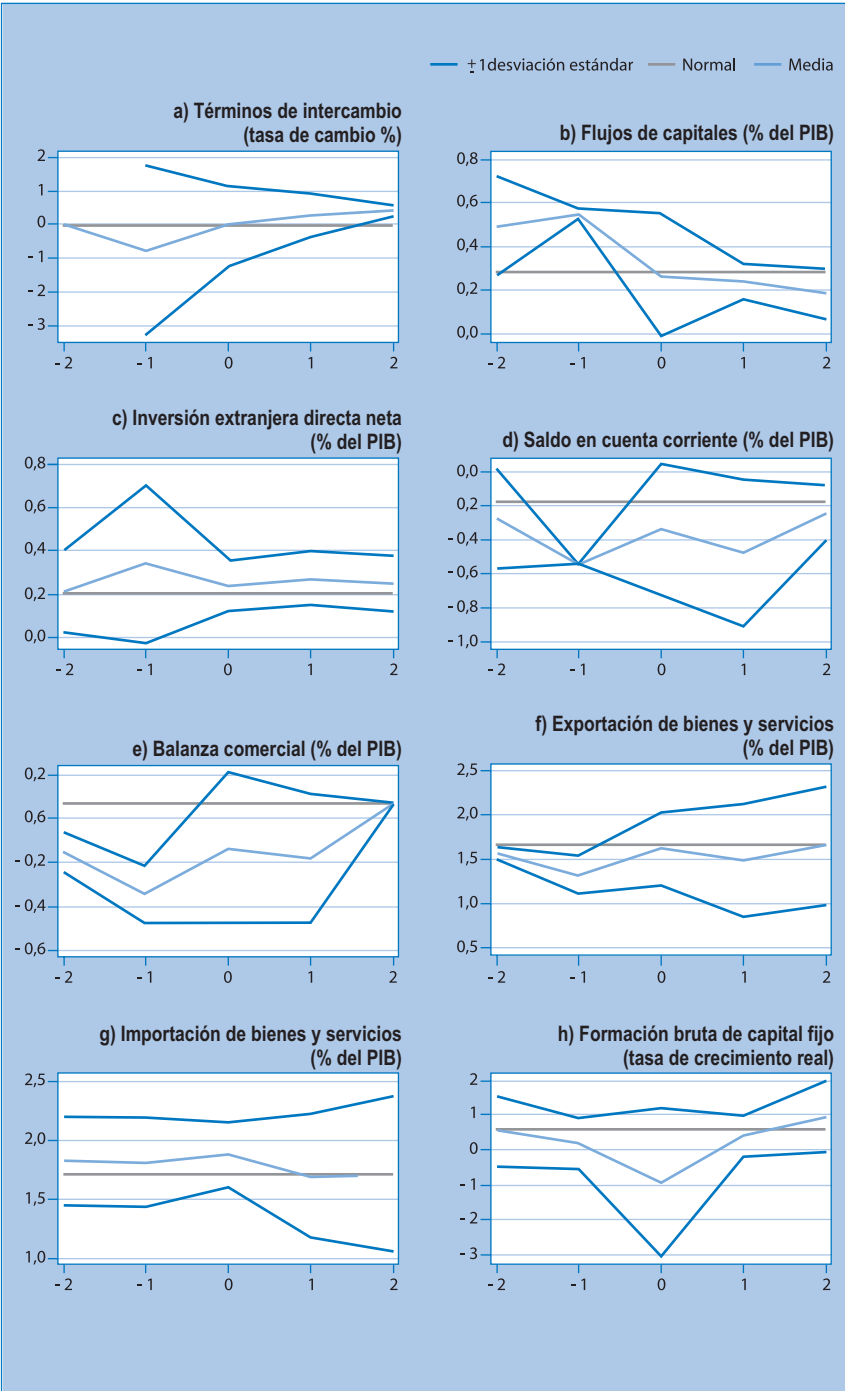 ±1desviación estándar Normal Media
a) Términos de intercambio
(tasa de cambio %)
2
1
0
- 1
- 2
- 3
- 2 - 1 0 1 2
b) Flujos de capitales (% del PIB)
0,8
0,6
0,4
0,2
0,0
- 2 - 1 0 1 2
c) Inversión extranjera directa neta
(% del PIB)
0,8
0,6
0,4
0,2
0,0
- 2 - 1 0 1 2
d) Saldo en cuenta corriente (% del PIB)
0,0
0,2
- 0,4
- 0,6
- 0,8
- 1,0
- 2 - 1 0 1 2
e) Balanza comercial (% del PIB)
0,2
0,6
- 0,2
- 0,4
- 0,6
- 2 - 1 0 1 2
f) Exportación de bienes y servicios
(% del PIB)
2,5
2,0
1,5
1,0
0,5
- 2 - 1 0 1 2
g) Importación de bienes y servicios
(% del PIB)
2,5
2,0
1,5
1,0
- 2 - 1 0 1 2
h) Formación bruta de capital fijo
(tasa de crecimiento real)
2
1
0
- 1
- 2
- 3
- 2 - 1 0 1 2